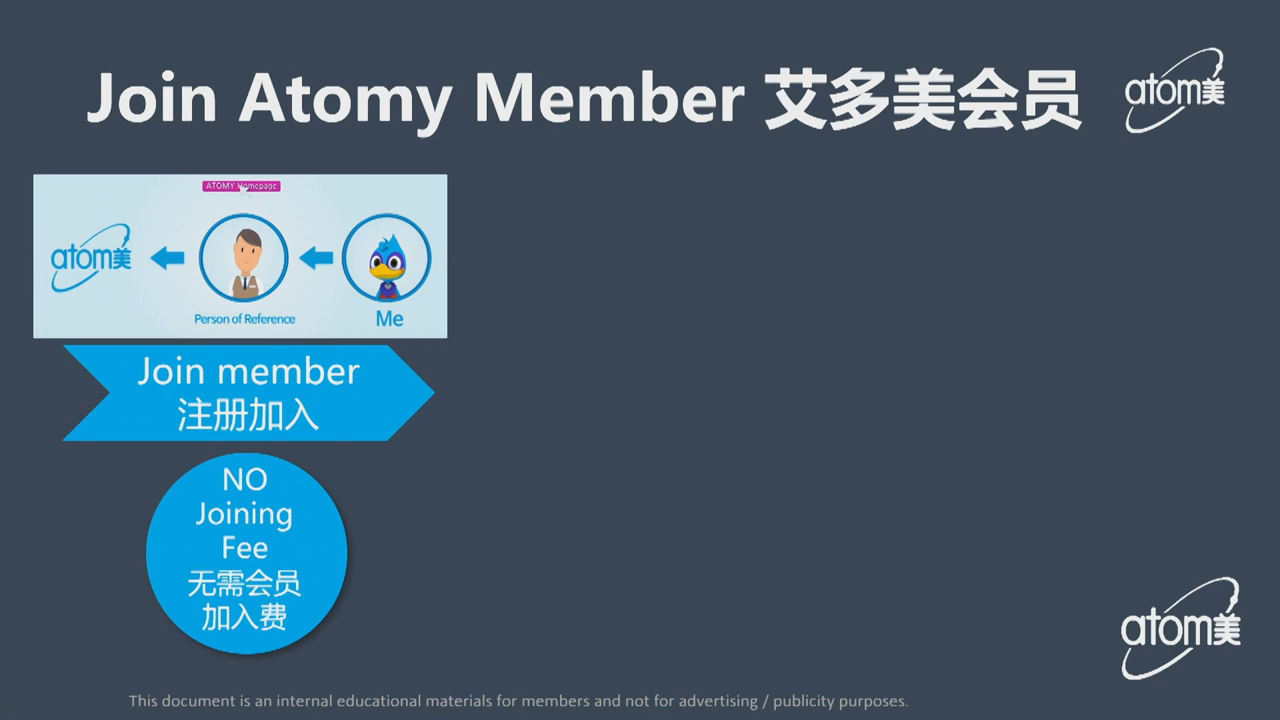 Join Atomy Member 艾多美会员
atom美
ATOMY Homepage
atom美
Person of Reference
Me
Join member
注册加入
NO
Joining
Fee
无需会员
加入费
atom美
This document is an internal educational materials for members and not for advertising / publicity purposes.